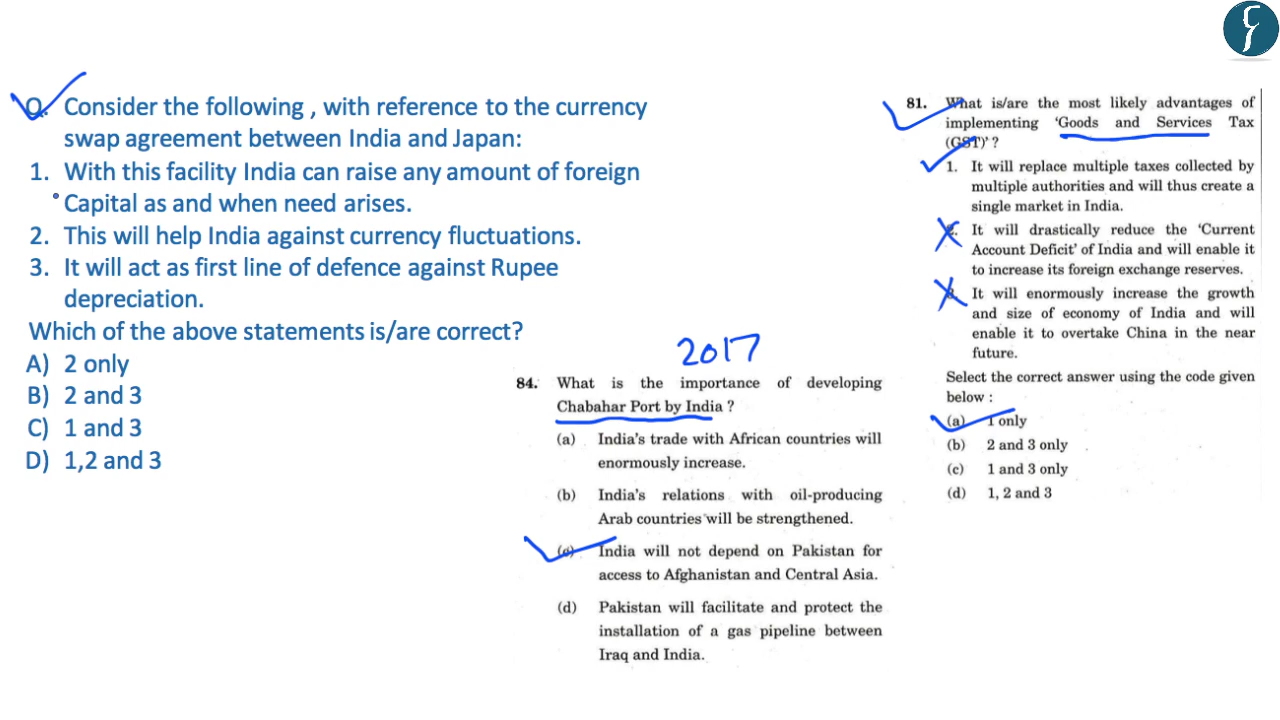 Q. Consider the following , with reference to the currency
swap agreement between India and Japan:
1. With this facility India can raise any amount of foreign
Capital as and when need arises.
2. This will help India against currency fluctuations.
3. It will act as first line of defence against Rupee
depreciation.
Which of the above statements is/are correct?
A) 2 only
B) 2 and 3
C) 1 and 3
D) 1,2 and 3
2017
84. What is the importance of developing
Chabahar Port by India ?
(a) India's trade with African countries will
enormously increase.
(b) India's relations with oil-producing
Arab countries will be strengthened.
(c) India will not depend on Pakistan for
access to Afghanistan and Central Asia.
(d) Pakistan will facilitate and protect the
installation of a gas pipeline between
Iraq and India.
81. What is/are the most likely advantages of
implementing 'Goods and Services Tax
(GST)' ?
1. It will replace multiple taxes collected by
multiple authorities and will thus create a
single market in India.
It will drastically reduce the 'Current
Account Deficit' of India and will enable it
to increase its foreign exchange reserves.
It will enormously increase the growth
and size of economy of India and will
enable it to overtake China in the near
future.
Select the correct answer using the code given
below :
(a) 1 only
(b) 2 and 3 only
(c) 1 and 3 only
(d) 1, 2 and 3